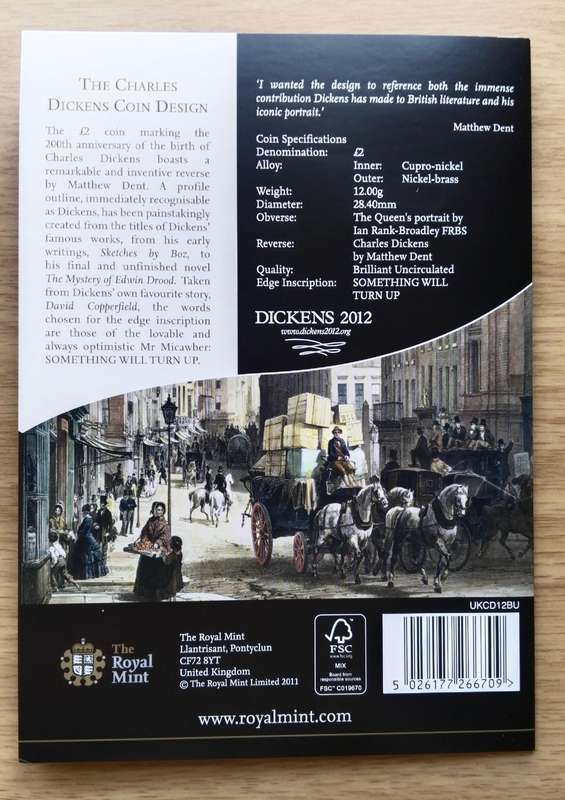 THE CHARLES
DICKENS COIN DESIGN
The £2 coin marking the
200th anniversary of the birth of
Charles Dickens boasts a
remarkable and inventive reverse
by Matthew Dent. A profile
outline, immediately recognisable
as Dickens, has been painstakingly
created from the titles of Dickens'
famous works, from his early
writings, Sketches by Boz, to
his final and unfinished novel
The Mystery of Edwin Drood. Taken
from Dickens' own favourite story,
David Copperfield, the words
chosen for the edge inscription
are those of the lovable and
always optimistic Mr Micawber:
SOMETHING WILL TURN UP.
'I wanted the design to reference both the immense
contribution Dickens has made to British literature and his
iconic portrait.'
Matthew Dent
Coin Specifications
Denomination: £2
Alloy: Inner: Cupro-nickel
Outer: Nickel-brass
Weight: 12.00g
Diameter: 28.40mm
Obverse: The Queen's portrait by
Ian Rank-Broadley FRBS
Reverse: Charles Dickens
by Matthew Dent
Quality: Brilliant Uncirculated
Edge Inscription: SOMETHING WILL
TURN UP
DICKENS 2012
www.dickens2012.org
UKCD12BU
The
Royal
Mint
The Royal Mint
Llantrisant, Pontyclun
CF72 8YT
United Kingdom
© The Royal Mint Limited 2011
FSC
www.fsc.org
MIX
Board from
responsible sources
FSC® C019670
5 026177 266709 >
www.royalmint.com